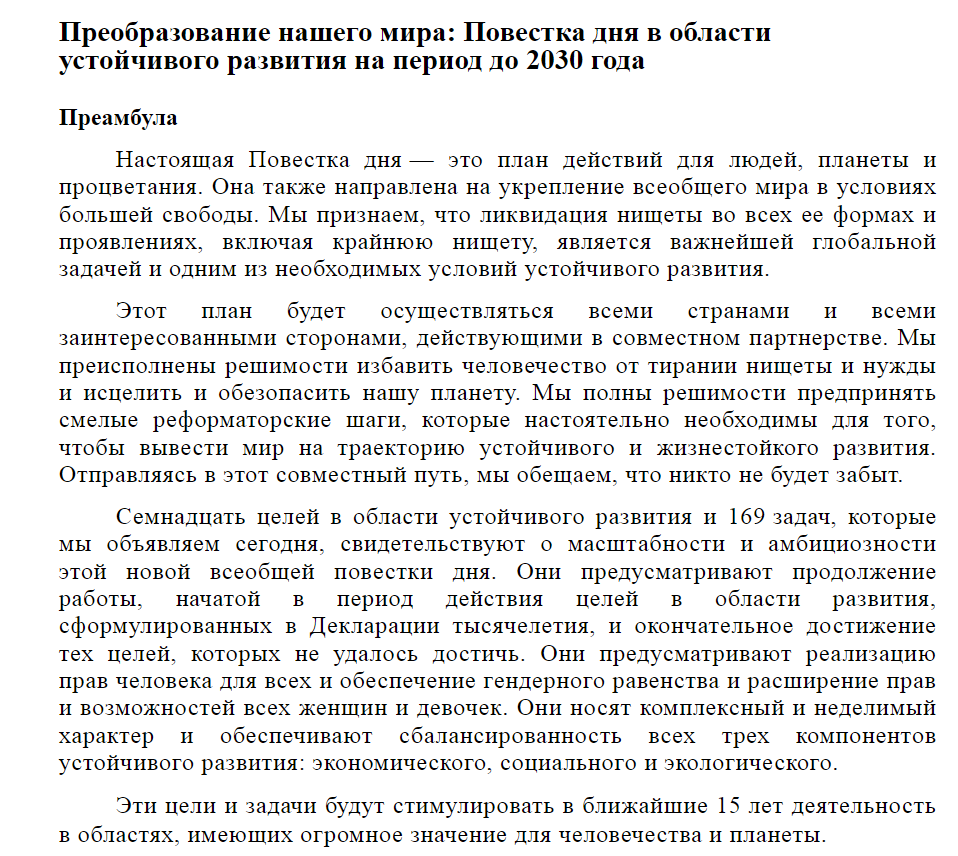 Преобразование нашего мира: Повестка дня в области
устойчивого развития на период до 2030 года
Преамбула
Настоящая Повестка дня — это план действий для людей, планеты и
процветания. Она также направлена на укрепление всеобщего мира в условиях
большей свободы. Мы признаем, что ликвидация нищеты во всех ее формах и
проявлениях, включая крайнюю нищету, является важнейшей глобальной
задачей и одним из необходимых условий устойчивого развития.
Этот план будет осуществляться всеми странами и всеми
заинтересованными сторонами, действующими в совместном партнерстве. Мы
преисполнены решимости избавить человечество от тирании нищеты и нужды
и исцелить и обезопасить нашу планету. Мы полны решимости предпринять
смелые реформаторские шаги, которые настоятельно необходимы для того,
чтобы вывести мир на траекторию устойчивого и жизнестойкого развития.
Отправляясь в этот совместный путь, мы обещаем, что никто не будет забыт.
Семнадцать целей в области устойчивого развития и 169 задач, которые
мы объявляем сегодня, свидетельствуют о масштабности и амбициозности
этой новой всеобщей повестки дня. Они предусматривают продолжение
работы, начатой в период действия целей в области развития,
сформулированных в Декларации тысячелетия, и окончательное достижение
тех целей, которых не удалось достичь. Они предусматривают реализацию
прав человека для всех и обеспечение гендерного равенства и расширение прав
и возможностей всех женщин и девочек. Они носят комплексный и неделимый
характер и обеспечивают сбалансированность всех трех компонентов
устойчивого развития: экономического, социального и экологического.
Эти цели и задачи будут стимулировать в ближайшие 15 лет деятельность
в областях, имеющих огромное значение для человечества и планеты.